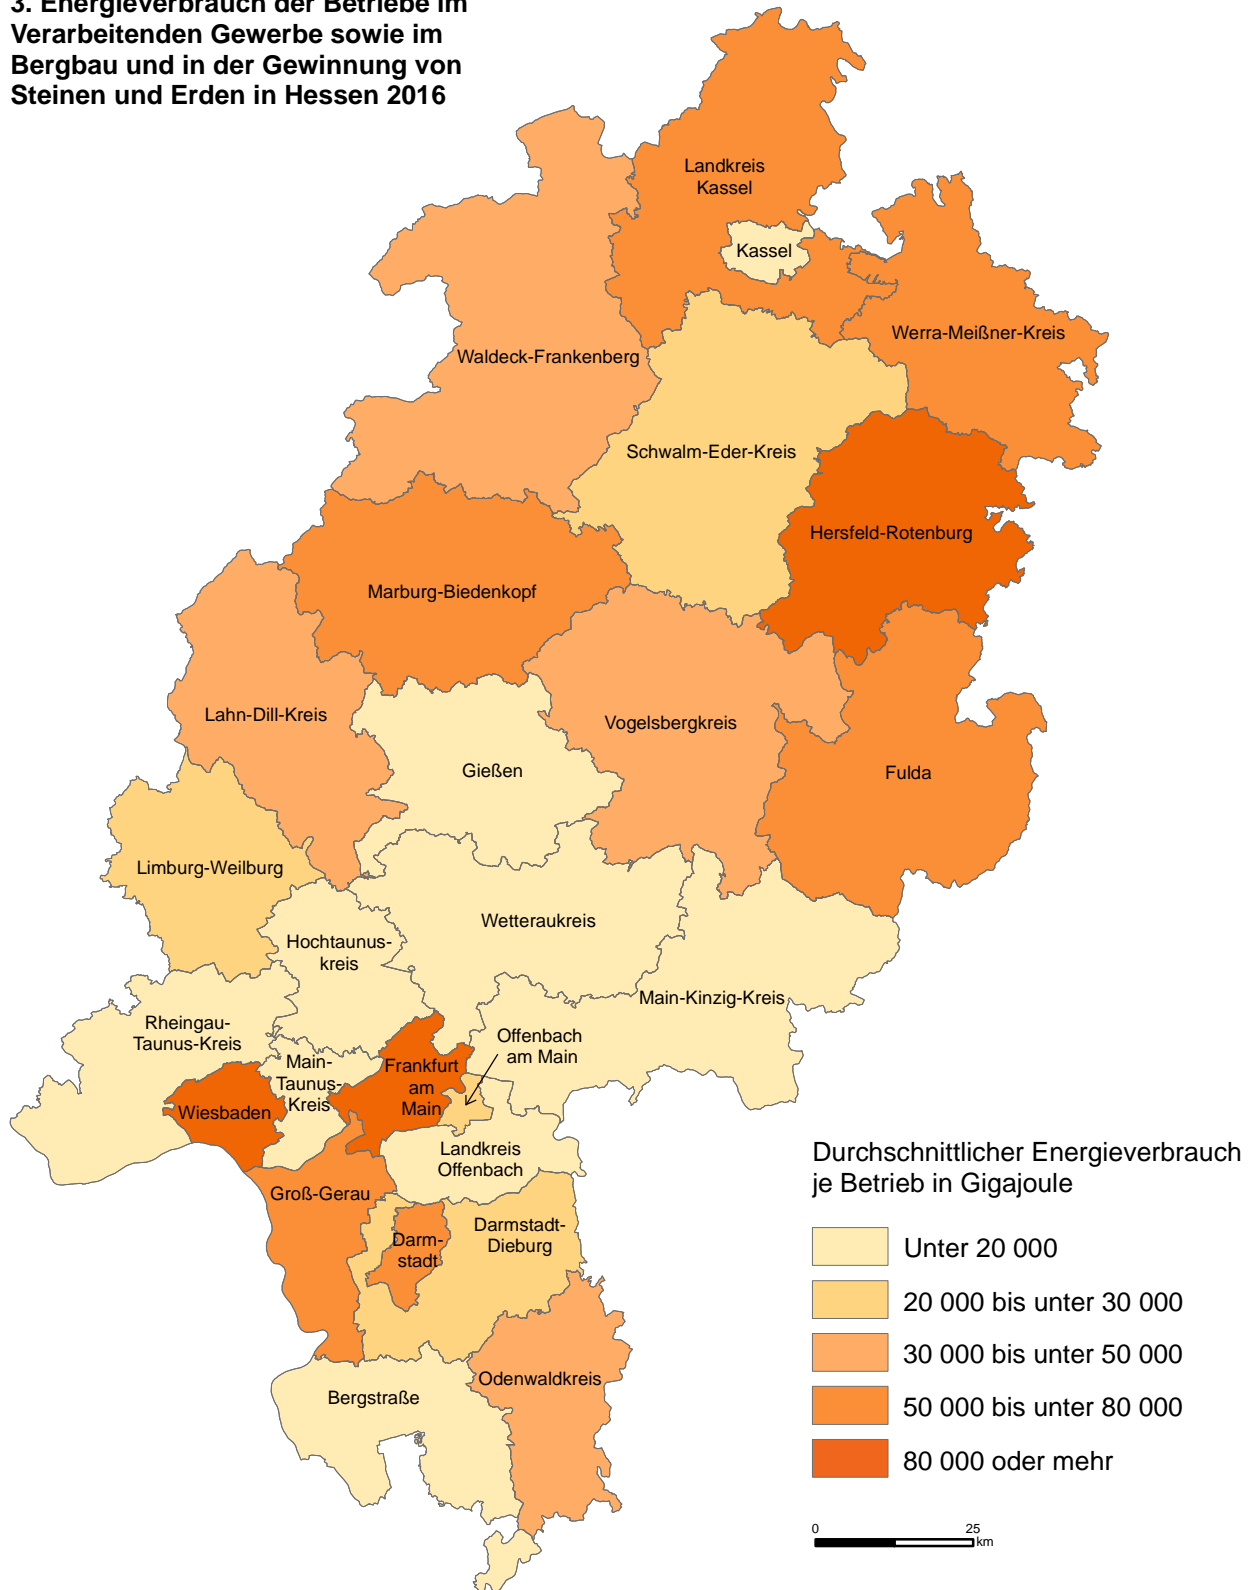 3. Energieverbrauch der Betriebe im
Verarbeitenden Gewerbe sowie im
Bergbau und in der Gewinnung von
Steinen und Erden in Hessen 2016
Landkreis
Kassel
Kassel
Werra-Meißner-Kreis
Waldeck-Frankenberg
Schwalm-Eder-Kreis
Hersfeld-Rotenburg
Marburg-Biedenkopf
Lahn-Dill-Kreis
Vogelsbergkreis
Gießen
Fulda
Limburg-Weilburg
Wetteraukreis
Hochtaunus-
kreis
Main-Kinzig-Kreis
Rheingau-
Taunus-Kreis
Offenbach
am Main
Main-
Taunus-
Kreis
Frankfurt
am
Main
Wiesbaden
Landkreis
Offenbach
Groß-Gerau
Darm-
stadt
Darmstadt-
Dieburg
Odenwaldkreis
Bergstraße
Durchschnittlicher Energieverbrauch
je Betrieb in Gigajoule
Unter 20 000
20 000 bis unter 30 000
30 000 bis unter 50 000
50 000 bis unter 80 000
80 000 oder mehr
0 25
km